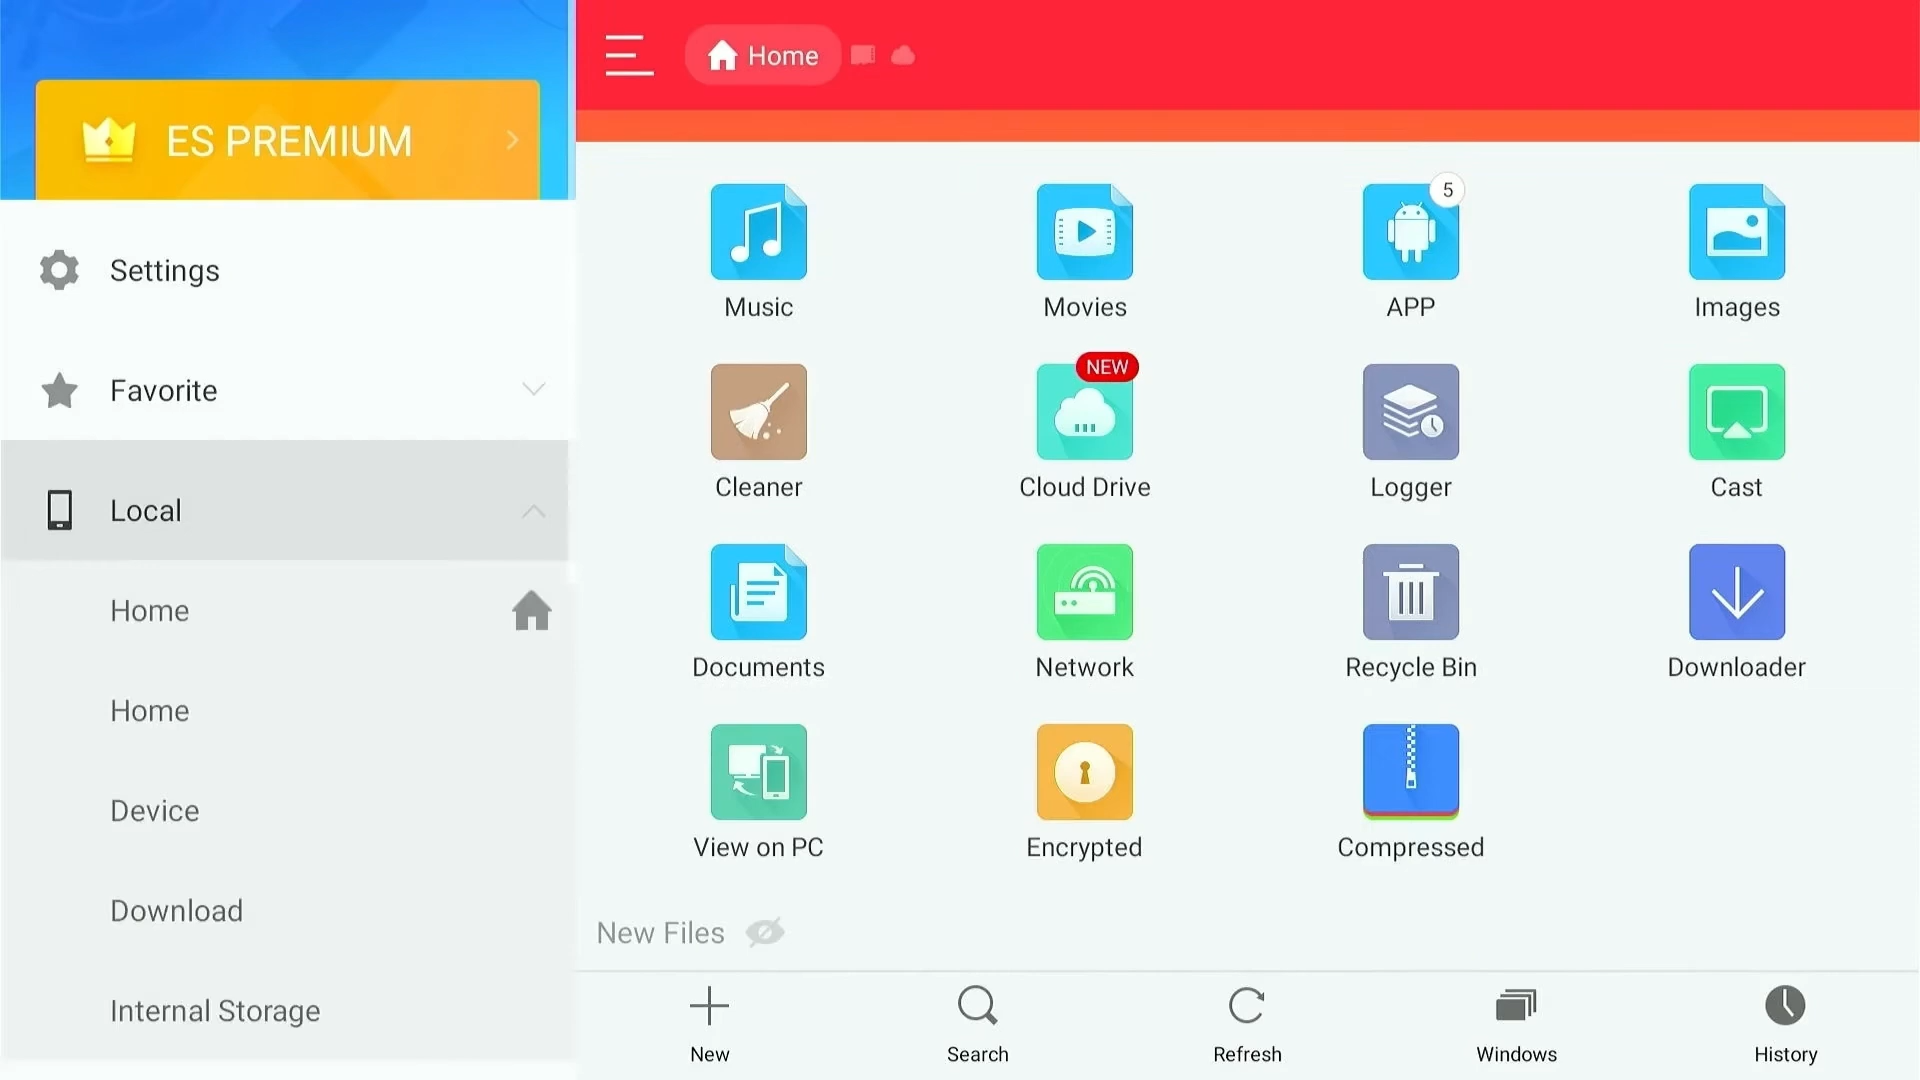 ES PREMIUM
Settings
Favorite
Local
Home
Home
Device
Download
Internal Storage
Home
Music
Movies
5
APP
Images
Cleaner
NEW
Cloud Drive
Logger
Cast
Documents
Network
Recycle Bin
Downloader
View on PC
Encrypted
Compressed
New Files
New
Search
Refresh
Windows
History